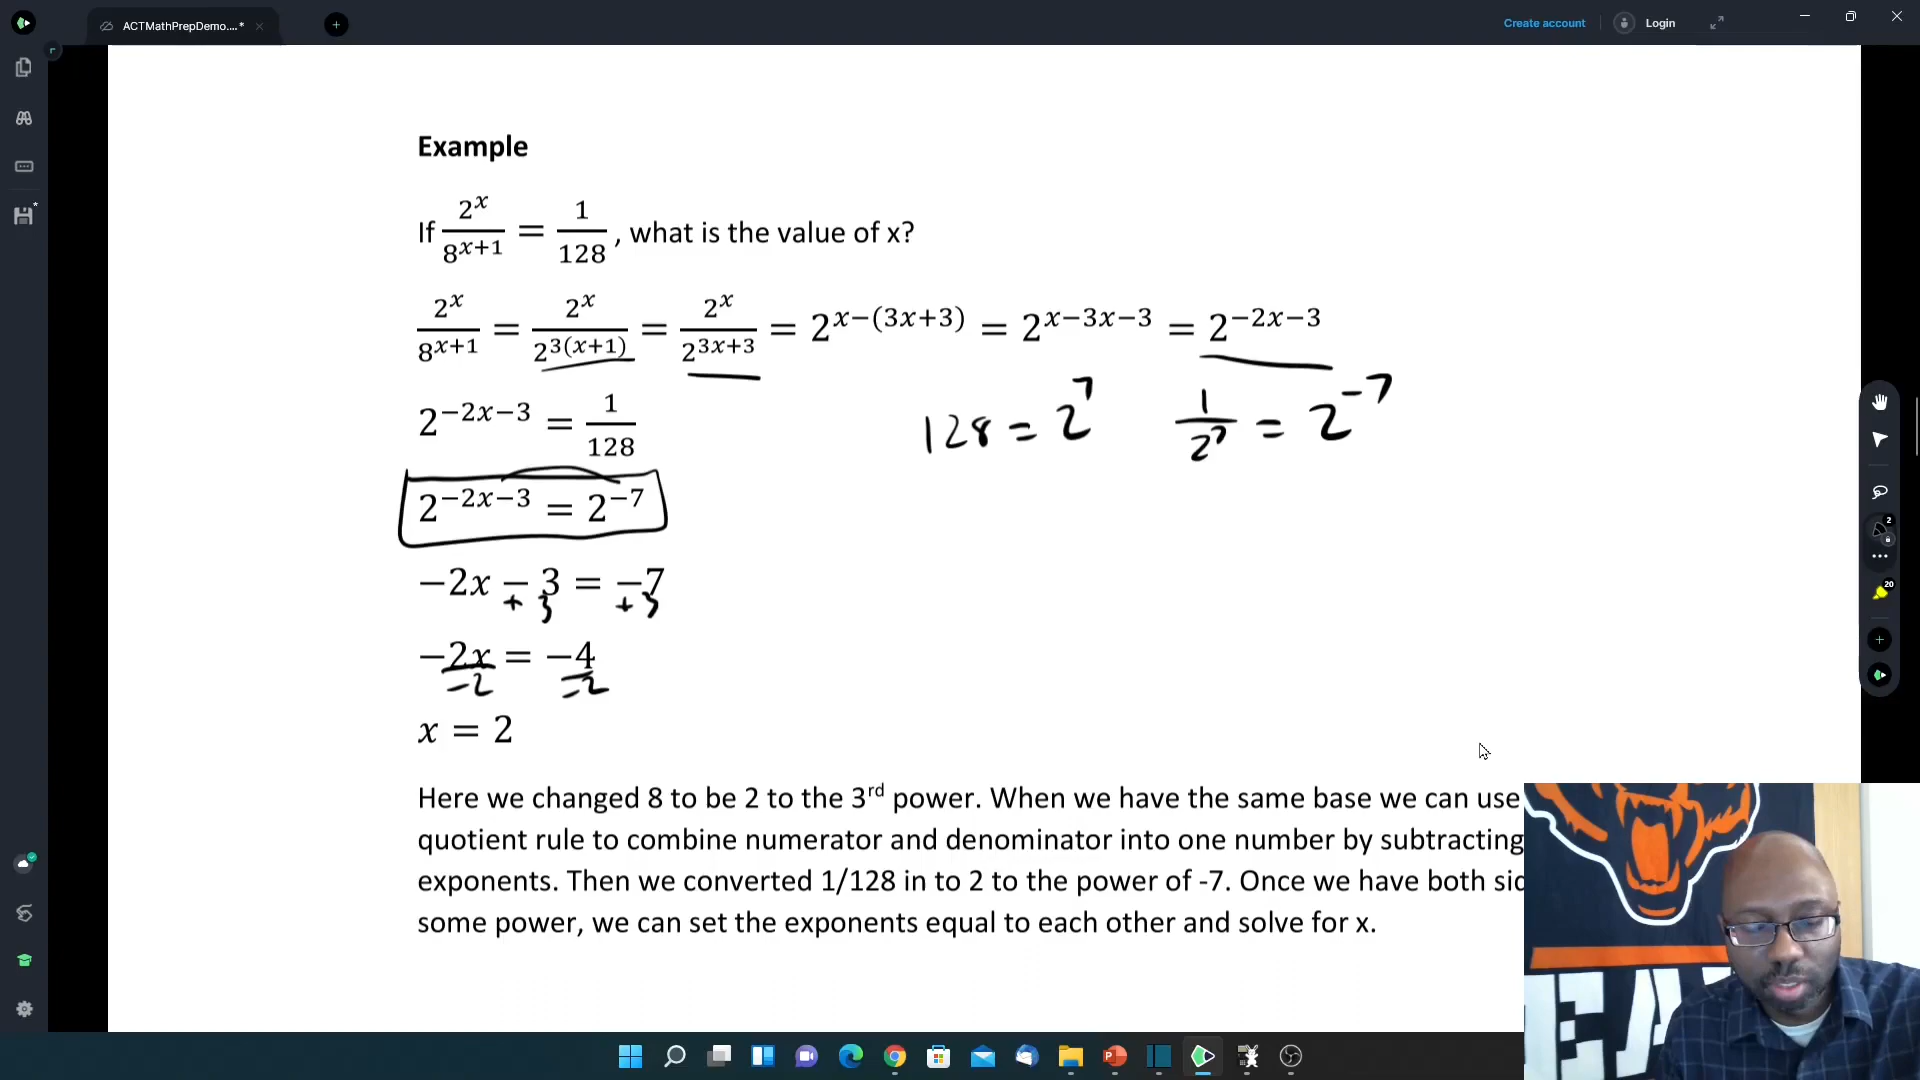 ACTMathPrepDemo....*
Create account
Login
Example
If 2^x/8^(x+1) = 1/128, what is the value of x?
2^x/8^(x+1) = 2^x/2^(3(x+1)) = 2^x/2^(3x+3) = 2^(x−(3x+3)) = 2^(x−3x−3) = 2^(−2x−3)
2^(−2x−3) = 1/128
128 = 2^7
1/2^7 = 2^−7
2^(−2x−3) = 2^−7
−2x − 3 = −7
+ 3 +3
−2x = −4
−2 −2
x = 2
Here we changed 8 to be 2 to the 3rd power. When we have the same base we can use
quotient rule to combine numerator and denominator into one number by subtracting
exponents. Then we converted 1/128 in to 2 to the power of -7. Once we have both
some power, we can set the exponents equal to each other and solve for x.
2
20